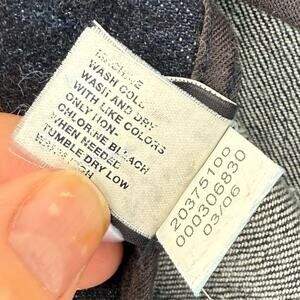 MACHINE
WASH COLD
WASH AND DRY
WITH LIKE COLORS
ONLY NON-
CHLORINE BLEACH
WHEN NEEDED
TUMBLE DRY LOW
20375100
000306830
03/06